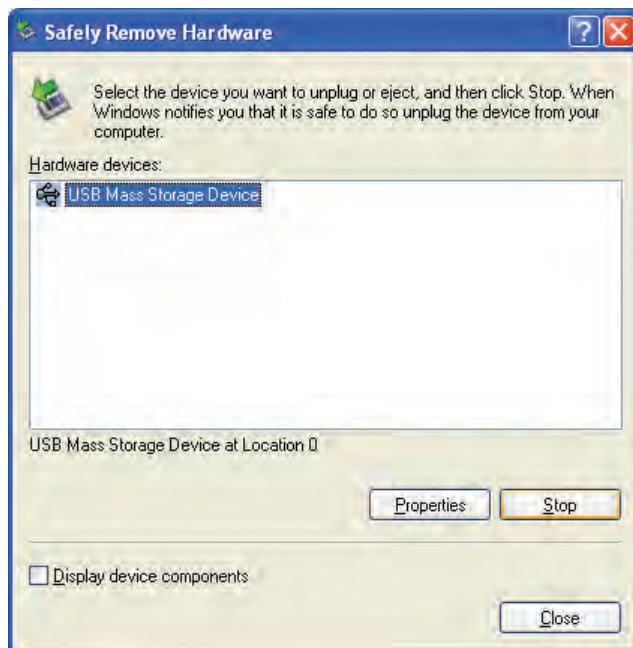 Safely Remove Hardware
Select the device you want to unplug or eject, and then click Stop. When
Windows notifies you that it is safe to do so unplug the device from your
computer.
Hardware devices:
USB Mass Storage Device
USB Mass Storage Device at Location 0
Properties
Stop
Display device components
Close